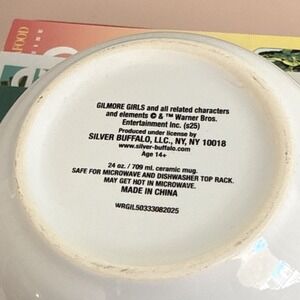 FOOD
GILMORE GIRLS and all related characters
and elements © & ™ Warner Bros.
Entertainment Inc. (s25)
Produced under license by
SILVER BUFFALO, LLC., NY, NY 10018
www.silver-buffalo.com
Age 14+
24 oz. / 709 ml. ceramic mug.
SAFE FOR MICROWAVE AND DISHWASHER TOP RACK.
MAY GET HOT IN MICROWAVE.
MADE IN CHINA
WRGIL50333082025